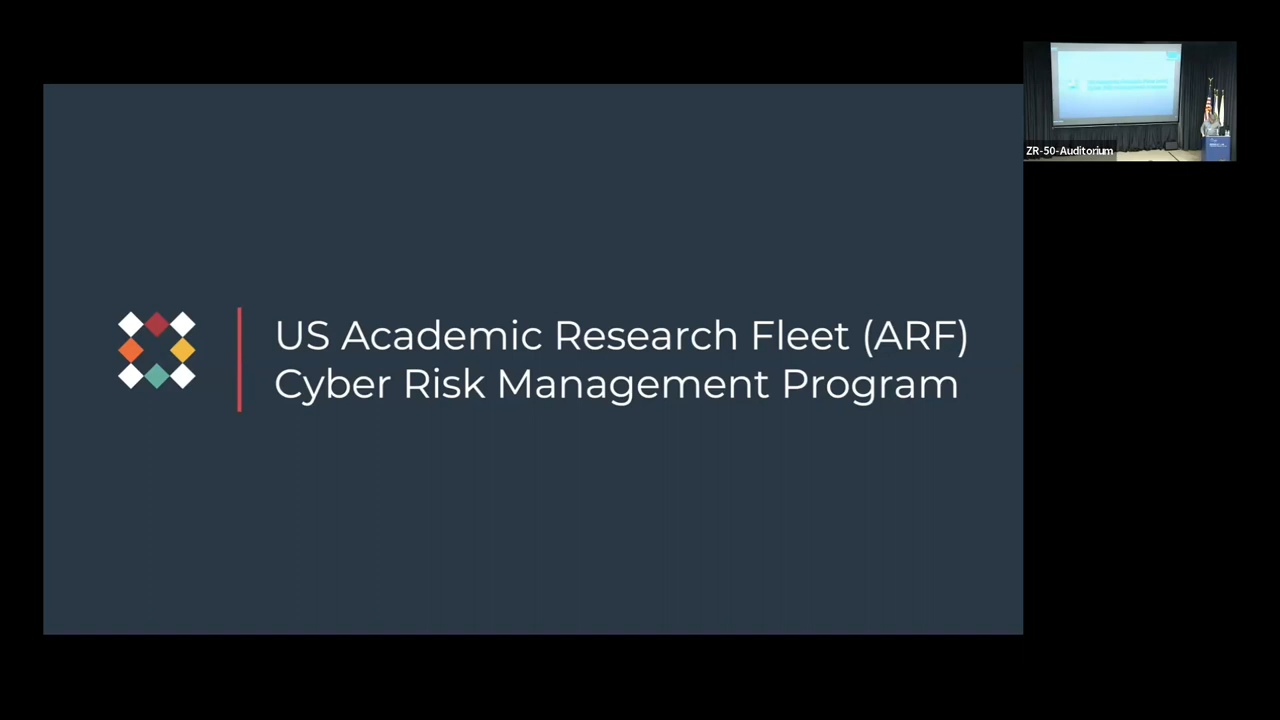 US Academic Research Fleet (ARF)
Cyber Risk Management Program
ZR-50-Auditorium